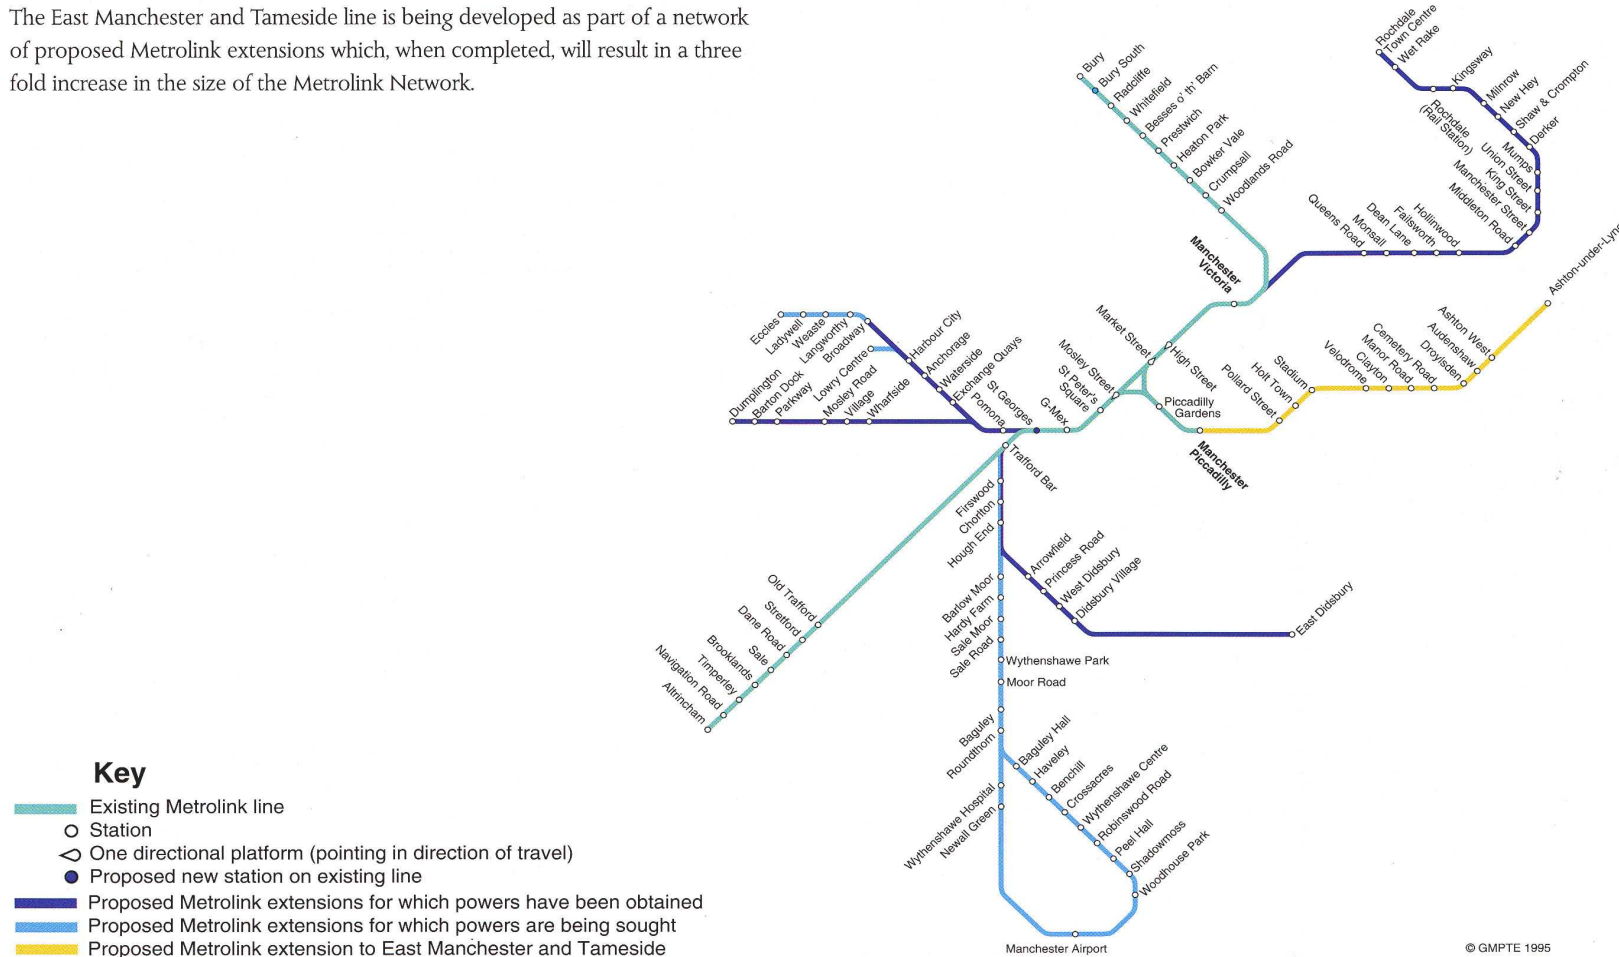 The East Manchester and Tameside line is being developed as part of a network
of proposed Metrolink extensions which, when completed, will result in a three
fold increase in the size of the Metrolink Network.
Bury
Bury South
Radcliffe
Whitefield
Besses o' th' Barn
Prestwich
Heaton Park
Bowker Vale
Crumpsall
Woodlands Road
Manchester
Victoria
Rochdale
Town Centre
Wet Rake
Rochdale
(Rail Station)
Kingsway
Milnrow
New Hey
Shaw & Crompton
Derker
Mumps
Union Street
King Street
Manchester Street
Middleton Road
Hollinwood
Failsworth
Dean Lane
Monsall
Queens Road
Market Street
High Street
Mosley Street
St Peter's
Square
G-Mex
St Georges
Piccadilly
Gardens
Manchester
Piccadilly
Pollard Street
Holt Town
Stadium
Velodrome
Clayton
Manor Road
Cemetery Road
Droylsden
Audenshaw
Ashton West
Ashton-under-Lyne
Eccles
Ladywell
Weaste
Langworthy
Broadway
Lowry Centre
Harbour City
Anchorage
Waterside
Exchange Quays
Pomona
Dumplington
Barton Dock
Parkway
Mosley Road
Village
Wharfside
Trafford Bar
Old Trafford
Stretford
Dane Road
Sale
Brooklands
Timperley
Navigation Road
Altrincham
Firswood
Chorlton
Hough End
Arrowfield
Princess Road
West Didsbury
Didsbury Village
East Didsbury
Barlow Moor
Hardy Farm
Sale Moor
Sale Road
Wythenshawe Park
Moor Road
Baguley
Roundthorn
Baguley Hall
Haveley
Benchill
Crossacres
Wythenshawe Centre
Robinswood Road
Peel Hall
Shadowmoss
Woodhouse Park
Wythenshawe Hospital
Newall Green
Manchester Airport
Key
Existing Metrolink line
Station
One directional platform (pointing in direction of travel)
Proposed new station on existing line
Proposed Metrolink extensions for which powers have been obtained
Proposed Metrolink extensions for which powers are being sought
Proposed Metrolink extension to East Manchester and Tameside
© GMPTE 1995